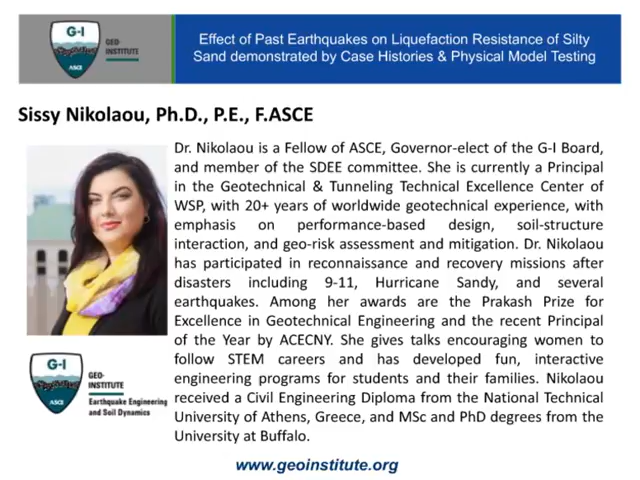 G-I
ASCE
GEO-
INSTITUTE
Effect of Past Earthquakes on Liquefaction Resistance of Silty
Sand demonstrated by Case Histories & Physical Model Testing
Sissy Nikolaou, Ph.D., P.E., F.ASCE
Dr. Nikolaou is a Fellow of ASCE, Governor-elect of the G-I Board,
and member of the SDEE committee. She is currently a Principal
in the Geotechnical & Tunneling Technical Excellence Center of
WSP, with 20+ years of worldwide geotechnical experience, with
emphasis on performance-based design, soil-structure
interaction, and geo-risk assessment and mitigation. Dr. Nikolaou
has participated in reconnaissance and recovery missions after
disasters including 9-11, Hurricane Sandy, and several
earthquakes. Among her awards are the Prakash Prize for
Excellence in Geotechnical Engineering and the recent Principal
of the Year by ACECNY. She gives talks encouraging women to
follow STEM careers and has developed fun, interactive
engineering programs for students and their families. Nikolaou
received a Civil Engineering Diploma from the National Technical
University of Athens, Greece, and MSc and PhD degrees from the
University at Buffalo.
G-I
ASCE
GEO-
INSTITUTE
Earthquake Engineering
and Soil Dynamics
www.geoinstitute.org